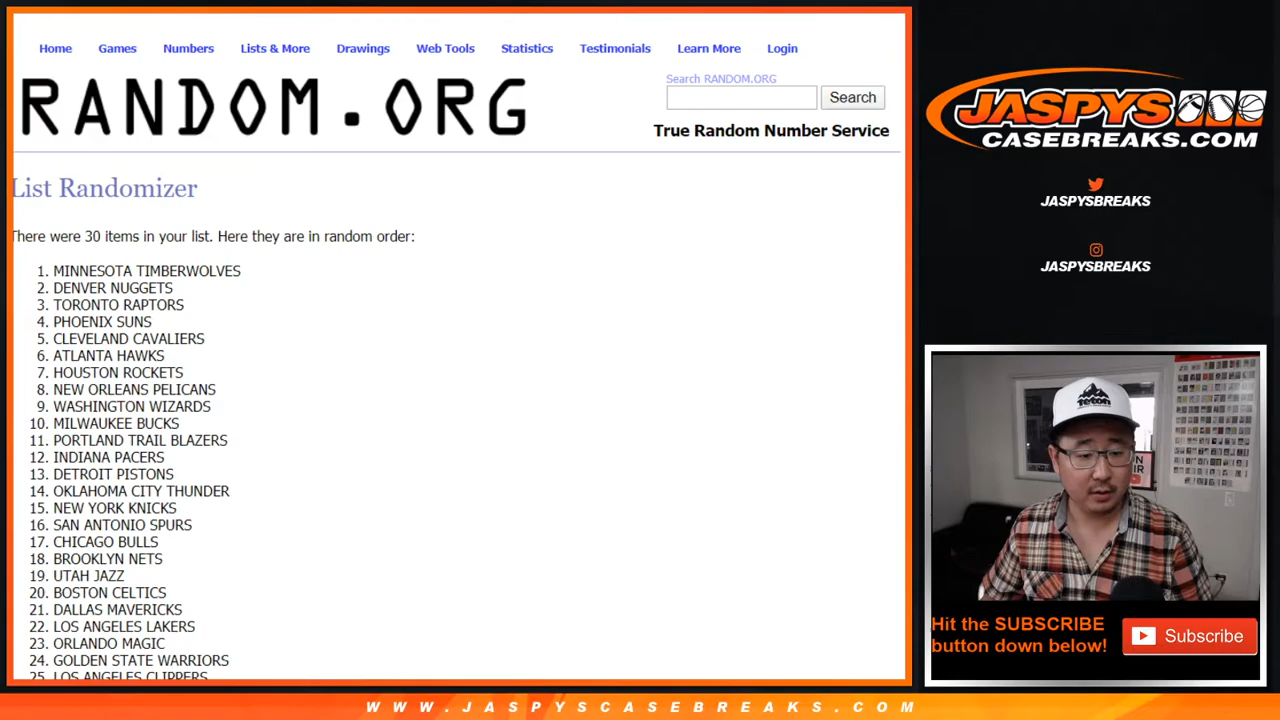 Home Games Numbers Lists & More Drawings Web Tools Statistics Testimonials Learn More Login
RANDOM.ORG
Search RANDOM.ORG
Search
True Random Number Service
List Randomizer
There were 30 items in your list. Here they are in random order:
1. MINNESOTA TIMBERWOLVES
2. DENVER NUGGETS
3. TORONTO RAPTORS
4. PHOENIX SUNS
5. CLEVELAND CAVALIERS
6. ATLANTA HAWKS
7. HOUSTON ROCKETS
8. NEW ORLEANS PELICANS
9. WASHINGTON WIZARDS
10. MILWAUKEE BUCKS
11. PORTLAND TRAIL BLAZERS
12. INDIANA PACERS
13. DETROIT PISTONS
14. OKLAHOMA CITY THUNDER
15. NEW YORK KNICKS
16. SAN ANTONIO SPURS
17. CHICAGO BULLS
18. BROOKLYN NETS
19. UTAH JAZZ
20. BOSTON CELTICS
21. DALLAS MAVERICKS
22. LOS ANGELES LAKERS
23. ORLANDO MAGIC
24. GOLDEN STATE WARRIORS
25. LOS ANGELES CLIPPERS
JASPYS
CASEBREAKS.COM
JASPYSBREAKS
JASPYSBREAKS
teton
Hit the SUBSCRIBE
button down below!
Subscribe
WWW.JASPYSCASEBREAKS.COM